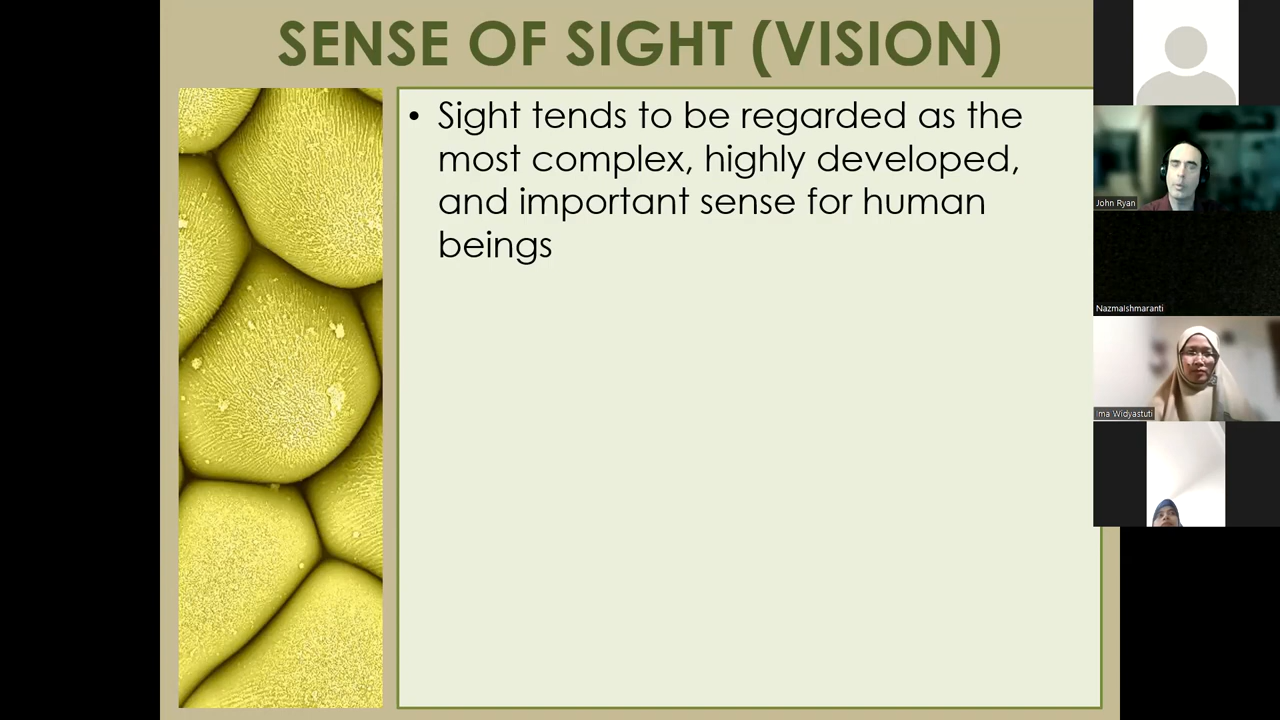 SENSE OF SIGHT (VISION)
• Sight tends to be regarded as the
most complex, highly developed,
and important sense for human
beings
John Ryan
NazmaIshmaranti
Ima Widyastuti